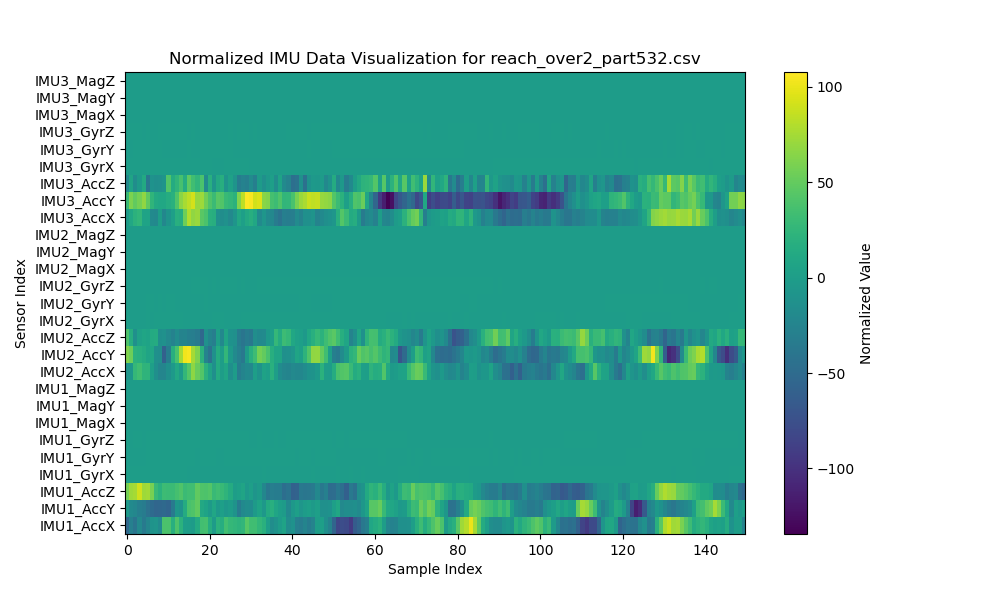 Normalized IMU Data Visualization for reach_over2_part532.csv
IMU3_MagZ
IMU3_MagY
IMU3_MagX
IMU3_GyrZ
IMU3_GyrY
IMU3_GyrX
IMU3_AccZ
IMU3_AccY
IMU3_AccX
IMU2_MagZ
IMU2_MagY
IMU2_MagX
IMU2_GyrZ
IMU2_GyrY
IMU2_GyrX
IMU2_AccZ
IMU2_AccY
IMU2_AccX
IMU1_MagZ
IMU1_MagY
IMU1_MagX
IMU1_GyrZ
IMU1_GyrY
IMU1_GyrX
IMU1_AccZ
IMU1_AccY
IMU1_AccX
Sensor Index
0 20 40 60 80 100 120 140
Sample Index
100
50
0
−50
−100
Normalized Value